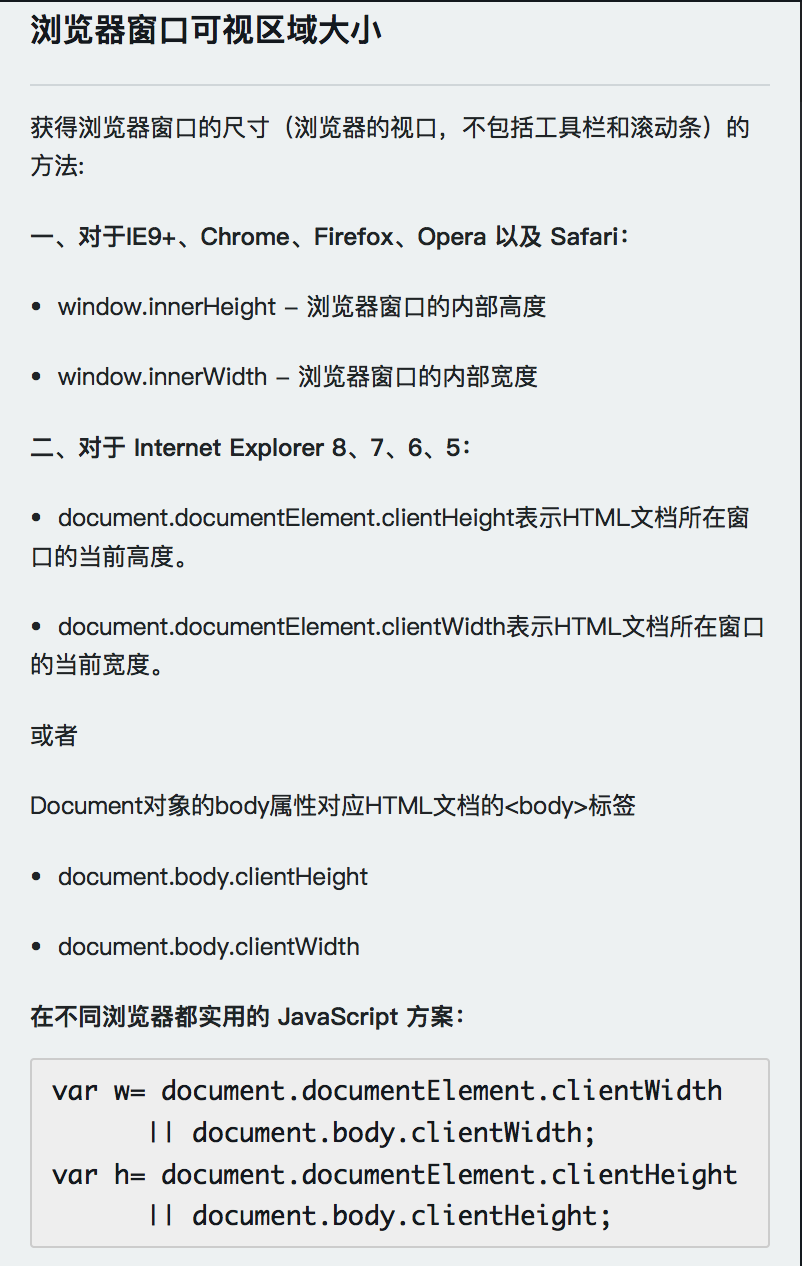 浏览器窗口可视区域大小
获得浏览器窗口的尺寸（浏览器的视口，不包括工具栏和滚动条）的
方法:
一、对于IE9+、Chrome、Firefox、Opera 以及 Safari：
• window.innerHeight – 浏览器窗口的内部高度
• window.innerWidth – 浏览器窗口的内部宽度
二、对于 Internet Explorer 8、7、6、5：
• document.documentElement.clientHeight表示HTML文档所在窗
口的当前高度。
• document.documentElement.clientWidth表示HTML文档所在窗口
的当前宽度。
或者
Document对象的body属性对应HTML文档的<body>标签
• document.body.clientHeight
• document.body.clientWidth
在不同浏览器都实用的 JavaScript 方案：
var w= document.documentElement.clientWidth
      || document.body.clientWidth;
var h= document.documentElement.clientHeight
      || document.body.clientHeight;